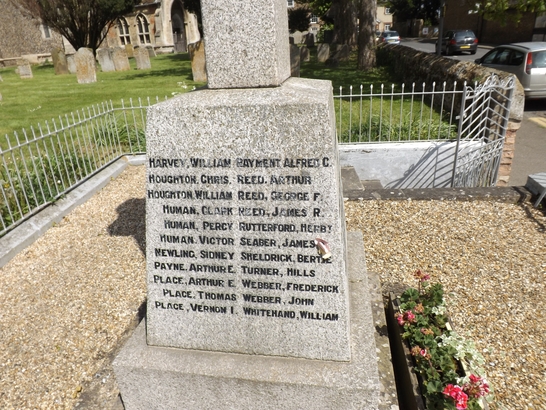 HARVEY, WILLIAM RAYMENT, ALFRED C.
HOUGHTON, CHRIS. REED, ARTHUR
HOUGHTON, WILLIAM REED, GEORGE F.
HUMAN, CLARK REED, JAMES R.
HUMAN, PERCY RUTTERFORD, HERBY
HUMAN, VICTOR SEABER, JAMES
NEWLING, SIDNEY SHELDRICK, BERTIE
PAYNE, ARTHUR E. TURNER, HILLS
PLACE, ARTHUR E. WEBBER, FREDERICK
PLACE, THOMAS WEBBER, JOHN
PLACE, VERNON I. WHITEHAND, WILLIAM